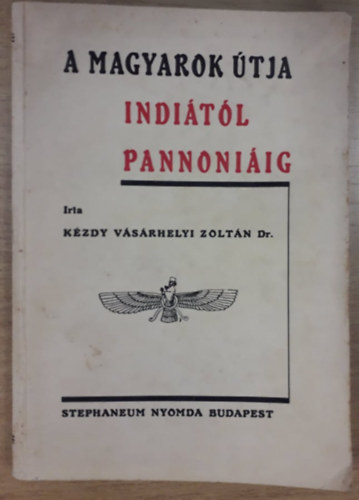 A MAGYAROK ÚTJA
INDIÁTÓL
PANNONIÁIG
Irta
KÉZDY VÁSÁRHELYI ZOLTÁN Dr.
STEPHANEUM NYOMDA BUDAPEST